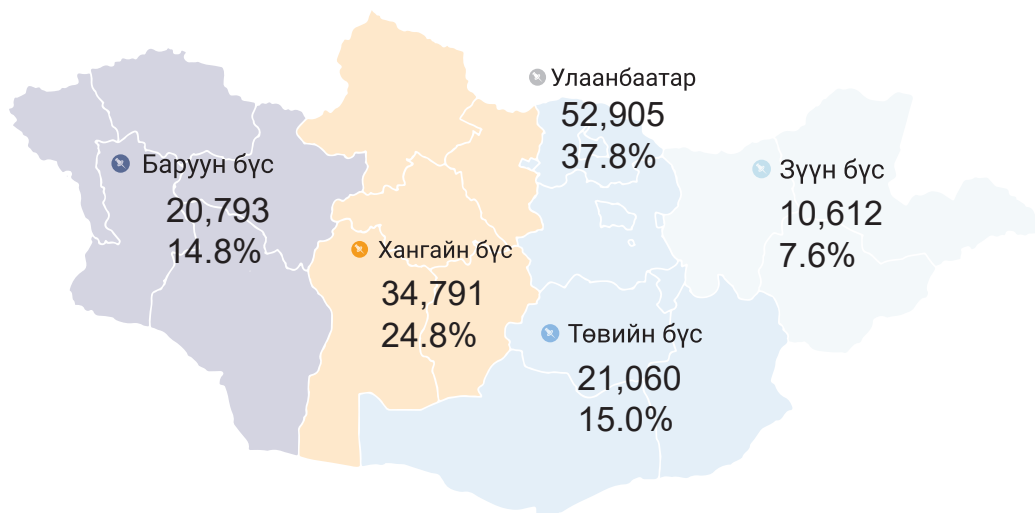 Улаанбаатар
52,905
37.8%
Баруун бүс
20,793
14.8%
Зүүн бүс
10,612
7.6%
Хангайн бүс
34,791
24.8%
Төвийн бүс
21,060
15.0%